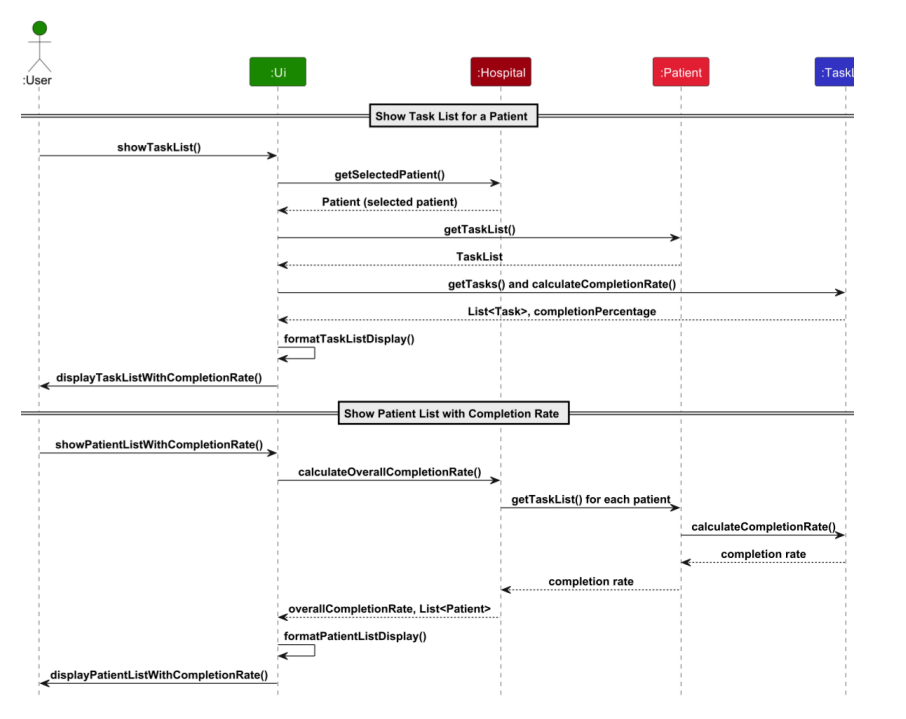 :User
:Ui
:Hospital
:Patient
Show Task List for a Patient
showTaskList()
getSelectedPatient()
Patient (selected patient)
getTaskList()
TaskList
getTasks() and calculateCompletionRate()
List<Task>, completionPercentage
formatTaskListDisplay()
displayTaskListWithCompletionRate()
Show Patient List with Completion Rate
showPatientListWithCompletionRate()
calculateOverallCompletionRate()
getTaskList() for each patient
calculateCompletionRate()
completion rate
completion rate
overallCompletionRate, List<Patient>
formatPatientListDisplay()
displayPatientListWithCompletionRate()